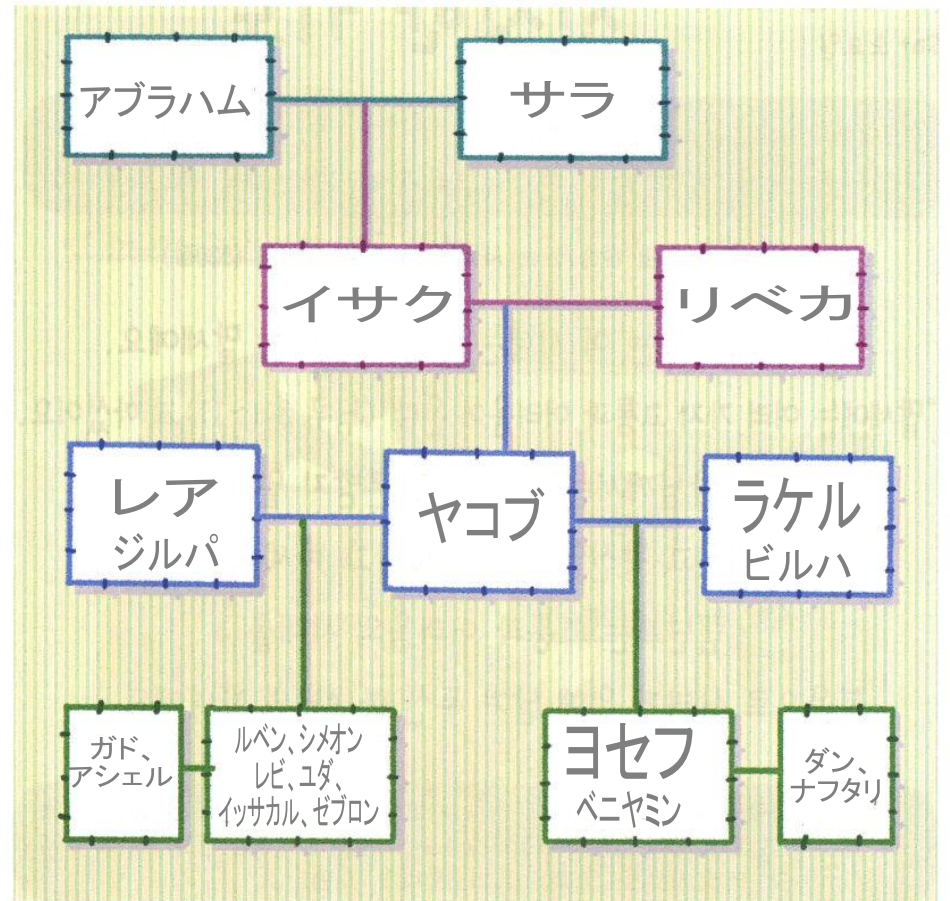 アブラハム
サラ
イサク
リベカ
レア
ジルパ
ヤコブ
ラケル
ビルハ
ガド、
アシェル
ルベン、シメオン
レビ、ユダ、
イッサカル、ゼブロン
ヨセフ
ベニヤミン
ダン、
ナフタリ